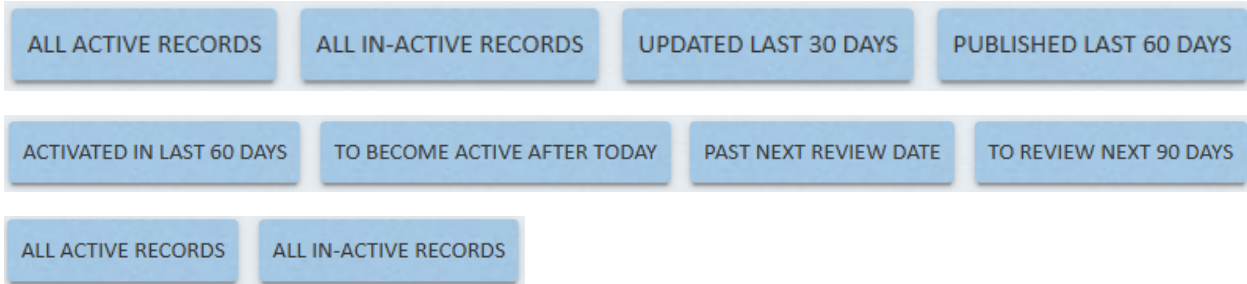 ALL ACTIVE RECORDS ALL IN-ACTIVE RECORDS UPDATED LAST 30 DAYS PUBLISHED LAST 60 DAYS
ACTIVATED IN LAST 60 DAYS TO BECOME ACTIVE AFTER TODAY PAST NEXT REVIEW DATE TO REVIEW NEXT 90 DAYS
ALL ACTIVE RECORDS ALL IN-ACTIVE RECORDS